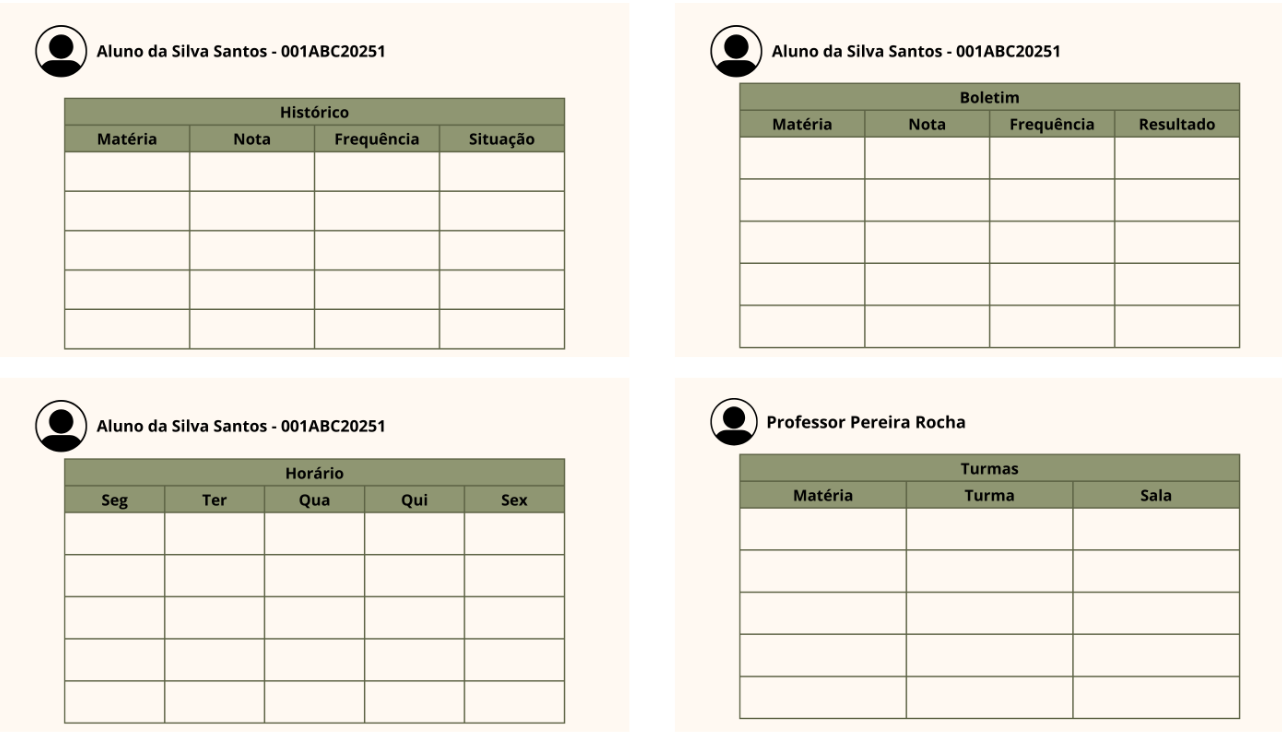 Aluno da Silva Santos - 001ABC20251
Histórico
Matéria Nota Frequência Situação
Aluno da Silva Santos - 001ABC20251
Boletim
Matéria Nota Frequência Resultado
Aluno da Silva Santos - 001ABC20251
Horário
Seg Ter Qua Qui Sex
Professor Pereira Rocha
Turmas
Matéria Turma Sala